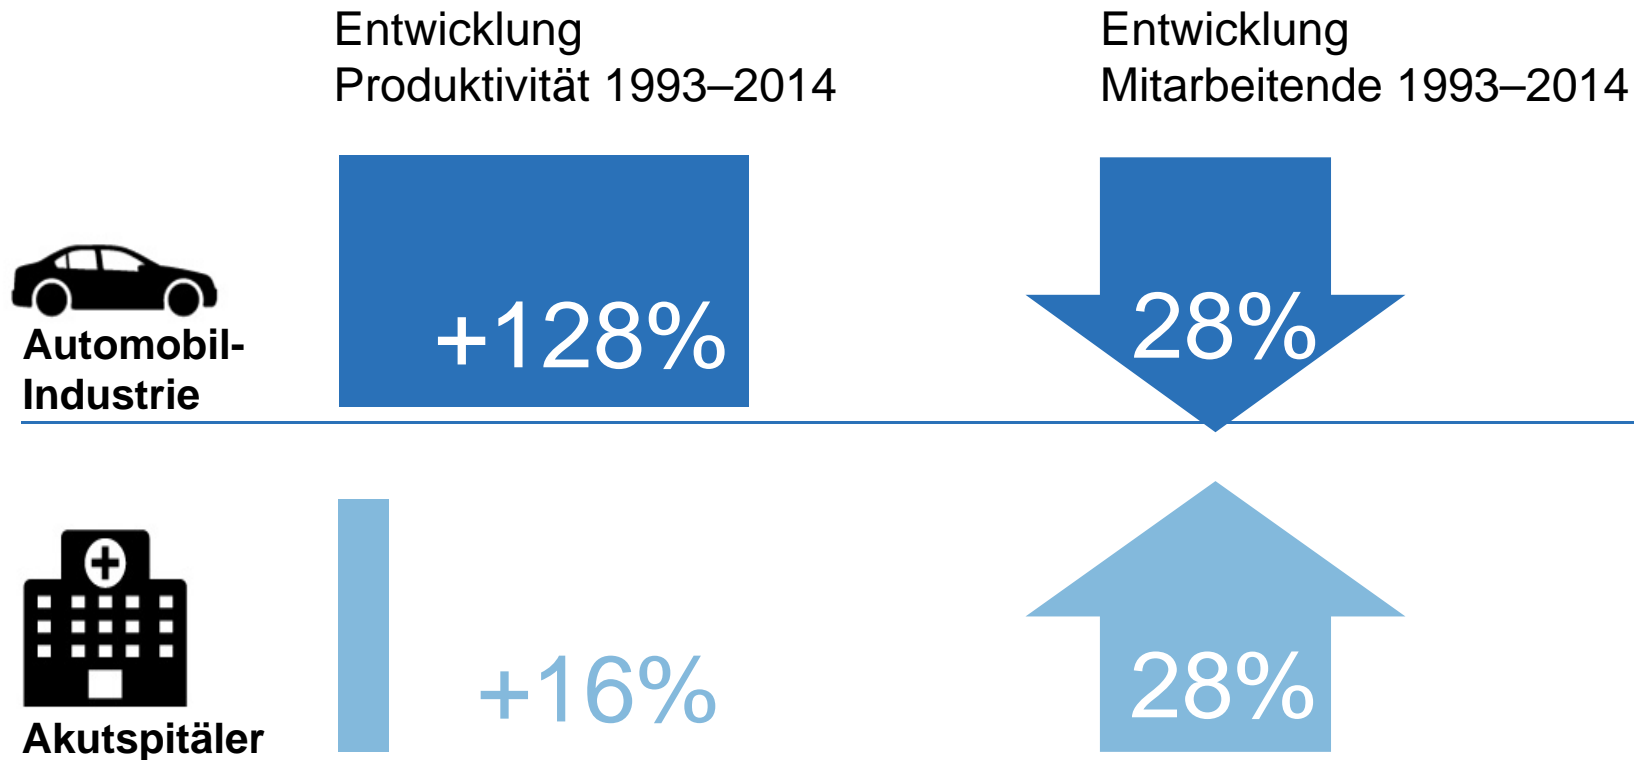 Entwicklung
Produktivität 1993–2014
Entwicklung
Mitarbeitende 1993–2014
Automobil-
Industrie
+128%
28%
Akutspitäler
+16%
28%